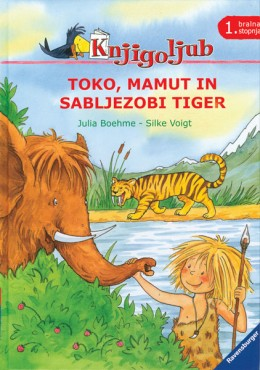 Knjigoljub
1. bralna
stopnja
TOKO, MAMUT IN
SABLJEZOBI TIGER
Julia Boehme – Silke Voigt
Ravensburger